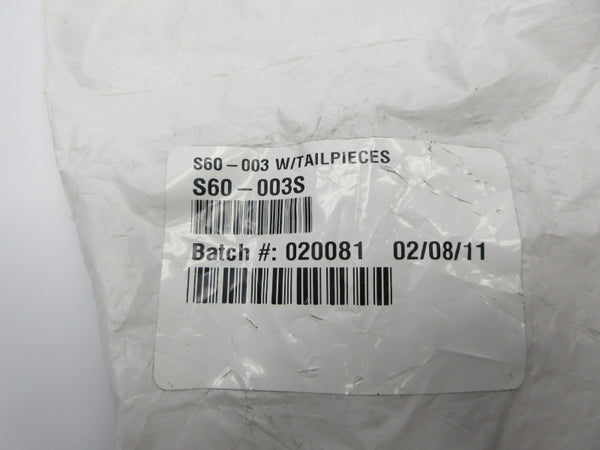 S60-003 W/TAILPIECES
S60-003S
Batch #: 020081 02/08/11